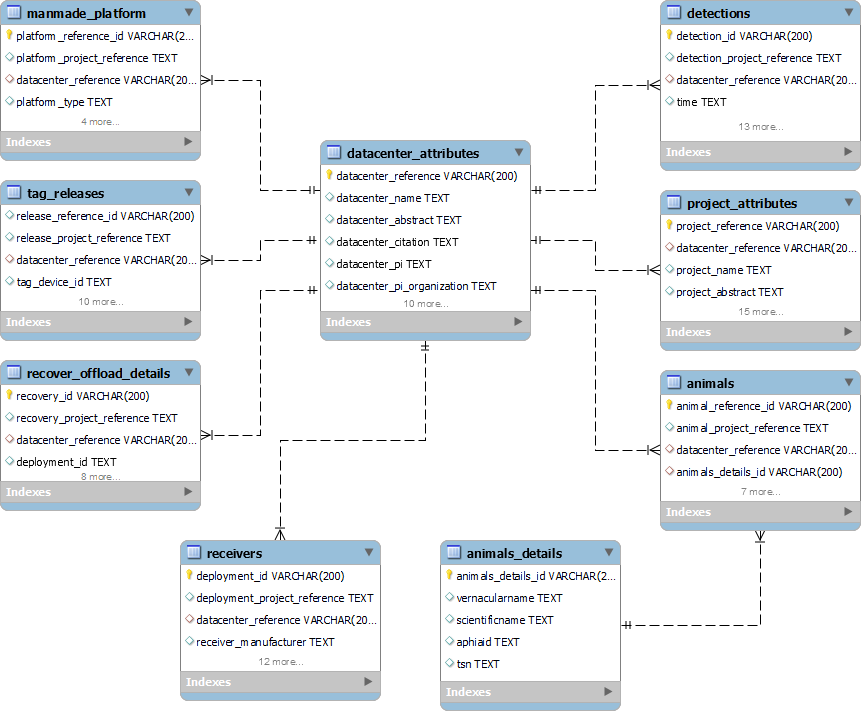 manmade_platform
platform_reference_id VARCHAR(2...
platform_project_reference TEXT
datacenter_reference VARCHAR(20...
platform_type TEXT
4 more...
Indexes
tag_releases
release_reference_id VARCHAR(200)
release_project_reference TEXT
datacenter_reference VARCHAR(20...
tag_device_id TEXT
10 more...
Indexes
recover_offload_details
recovery_id VARCHAR(200)
recovery_project_reference TEXT
datacenter_reference VARCHAR(20...
deployment_id TEXT
8 more...
Indexes
datacenter_attributes
datacenter_reference VARCHAR(200)
datacenter_name TEXT
datacenter_abstract TEXT
datacenter_citation TEXT
datacenter_pi TEXT
datacenter_pi_organization TEXT
10 more...
Indexes
detections
detection_id VARCHAR(200)
detection_project_reference TEXT
datacenter_reference VARCHAR(20...
time TEXT
13 more...
Indexes
project_attributes
project_reference VARCHAR(200)
datacenter_reference VARCHAR(20...
project_name TEXT
project_abstract TEXT
15 more...
Indexes
animals
animal_reference_id VARCHAR(200)
animal_project_reference TEXT
datacenter_reference VARCHAR(20...
animals_details_id VARCHAR(200)
7 more...
Indexes
receivers
deployment_id VARCHAR(200)
deployment_project_reference TEXT
datacenter_reference VARCHAR(20...
receiver_manufacturer TEXT
12 more...
Indexes
animals_details
animals_details_id VARCHAR(2...
vernacularname TEXT
scientificname TEXT
aphiaid TEXT
tsn TEXT
Indexes